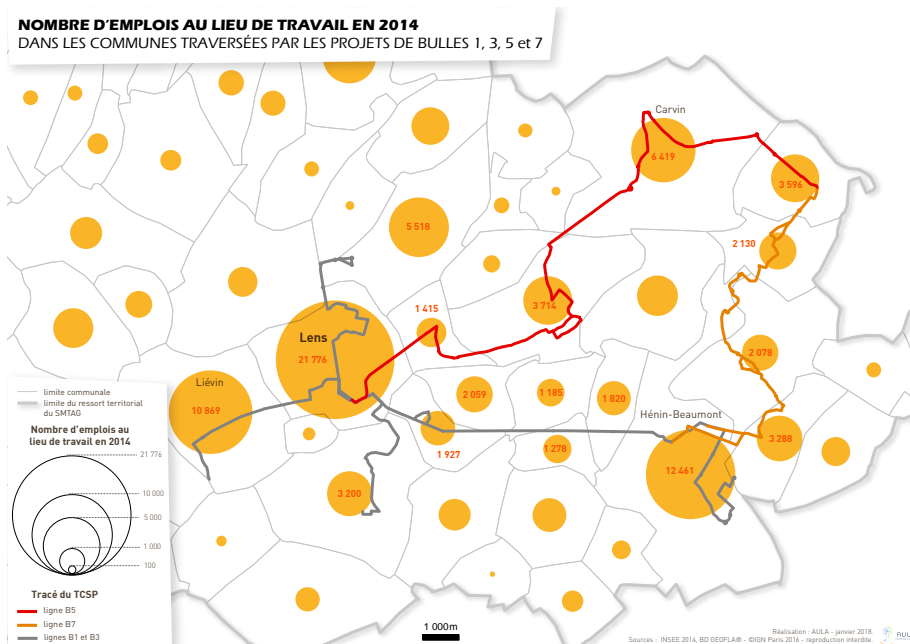 NOMBRE D'EMPLOIS AU LIEU DE TRAVAIL EN 2014
DANS LES COMMUNES TRAVERSÉES PAR LES PROJETS DE BULLES 1, 3, 5 et 7
Carvin
6 419
3 596
2 130
5 518
3 714
1 415
Lens
21 776
2 078
Liévin
10 869
2 059
1 185
1 820
Hénin-Beaumont
1 927
1 278
3 288
12 461
3 200
limite communale
limite du ressort territorial
du SMTAG
Nombre d'emplois au
lieu de travail en 2014
21 776
10 000
5 000
1 000
100
Tracé du TCSP
ligne B5
ligne B7
lignes B1 et B3
1 000m
Réalisation : AULA - janvier 2018.
Sources : INSEE 2014, BD GEOFLA® - ©IGN Paris 2016 - reproduction interdite.